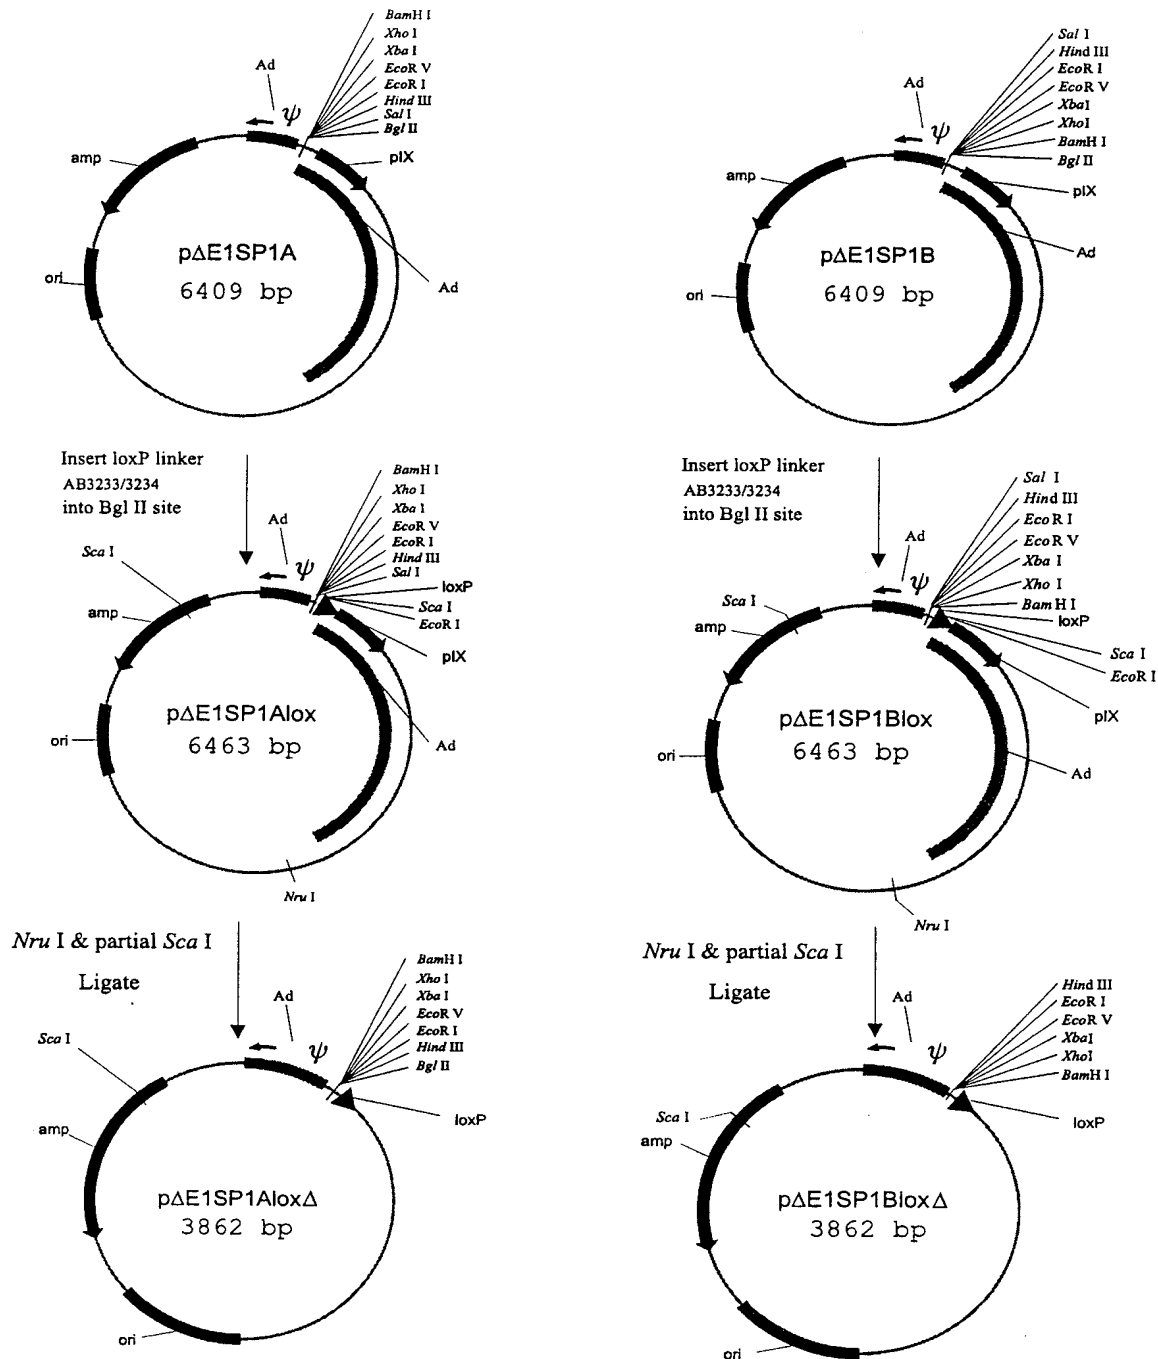 BamH I
Xho I
Xba I
EcoR V
EcoR I
Hind III
Sal I
Bgl II
Ad
ψ
pIX
amp
pΔE1SP1A
6409 bp
ori
Ad
Sal I
Hind III
EcoR I
EcoR V
XbaI
XhoI
BamH I
Bgl II
Ad
ψ
pIX
amp
pΔE1SP1B
6409 bp
ori
Ad
Insert loxP linker
AB3233/3234
into Bgl II site
BamH I
Xho I
Xba I
EcoR V
EcoR I
Hind III
Sal I
loxP
Sca I
EcoR I
Ad
ψ
Sca I
amp
pIX
pΔE1SP1Alox
6463 bp
ori
Ad
Nru I
Insert loxP linker
AB3233/3234
into Bgl II site
Sal I
Hind III
EcoR I
EcoR V
Xba I
Xho I
BamH I
loxP
Sca I
EcoR I
Ad
ψ
Sca I
amp
pIX
pΔE1SP1Blox
6463 bp
ori
Ad
Nru I
Nru I & partial Sca I
Ligate
BamH I
Xho I
Xba I
EcoR V
EcoR I
Hind III
Bgl II
Ad
ψ
Sca I
loxP
amp
pΔE1SP1AloxΔ
3862 bp
ori
Nru I & partial Sca I
Ligate
Hind III
EcoR I
EcoR V
XbaI
XhoI
BamH I
Ad
ψ
Sca I
loxP
amp
pΔE1SP1BloxΔ
3862 bp
ori